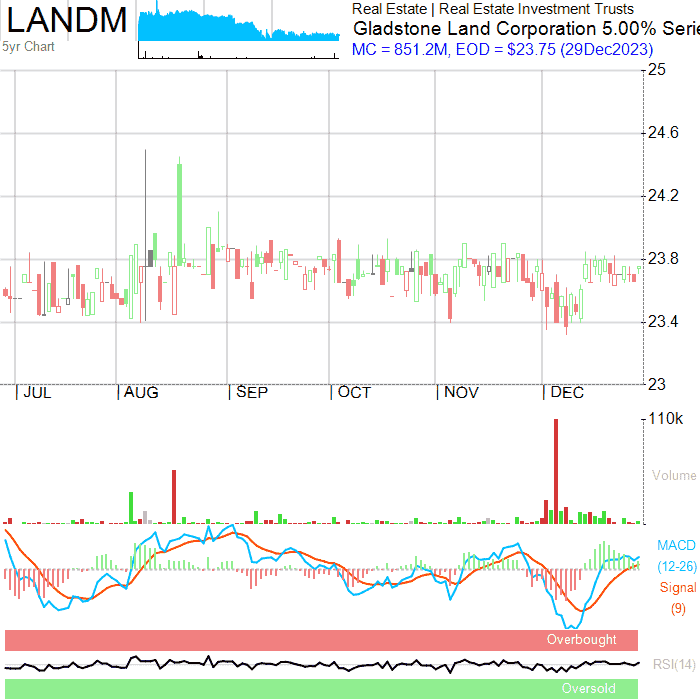 LANDM
5yr Chart
Real Estate | Real Estate Investment Trusts
Gladstone Land Corporation 5.00% Serie
MC = 851.2M, EOD = $23.75 (29Dec2023)
25
24.6
24.2
23.8
23.4
23
| JUL | AUG | SEP | OCT | NOV | DEC
110k
Volume
MACD
(12-26)
Signal
(9)
Overbought
RSI(14)
Oversold